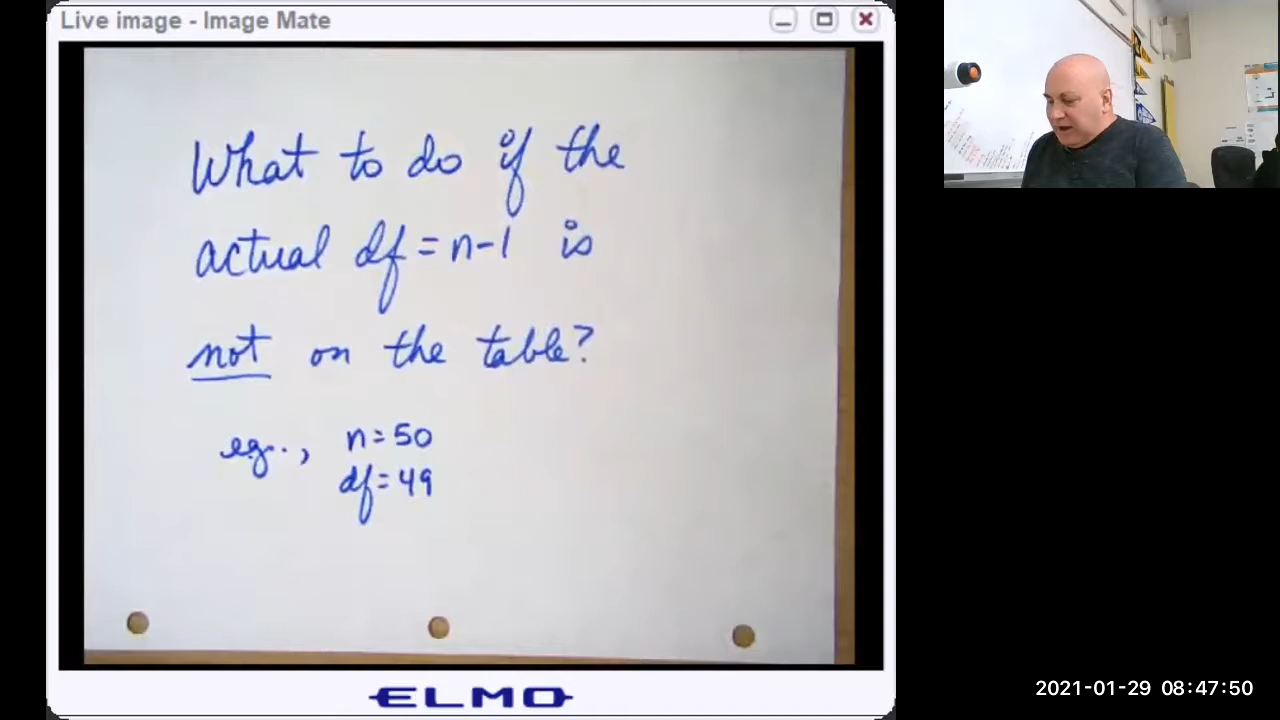 Live image - Image Mate
What to do if the
actual df = n-1 is
not on the table?
eg., n = 50
df = 49
ELMO
2021-01-29 08:47:50